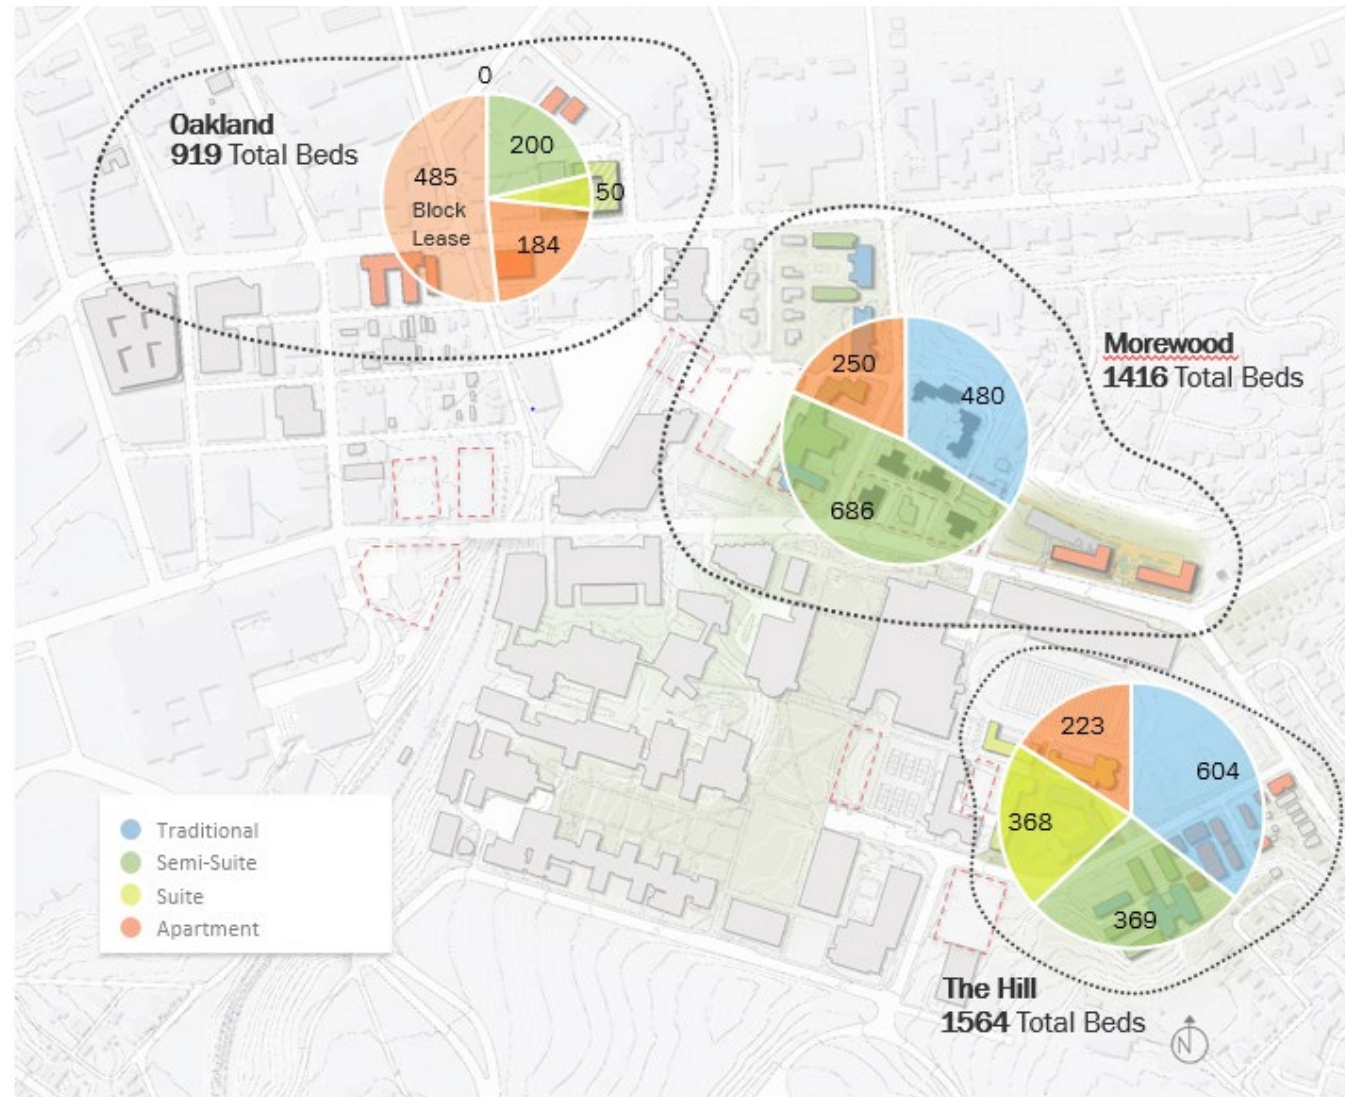 0
Oakland
919 Total Beds
200
485
Block
Lease
50
184
Morewood
1416 Total Beds
250
480
686
223
604
368
369
The Hill
1564 Total Beds
N
Traditional
Semi-Suite
Suite
Apartment